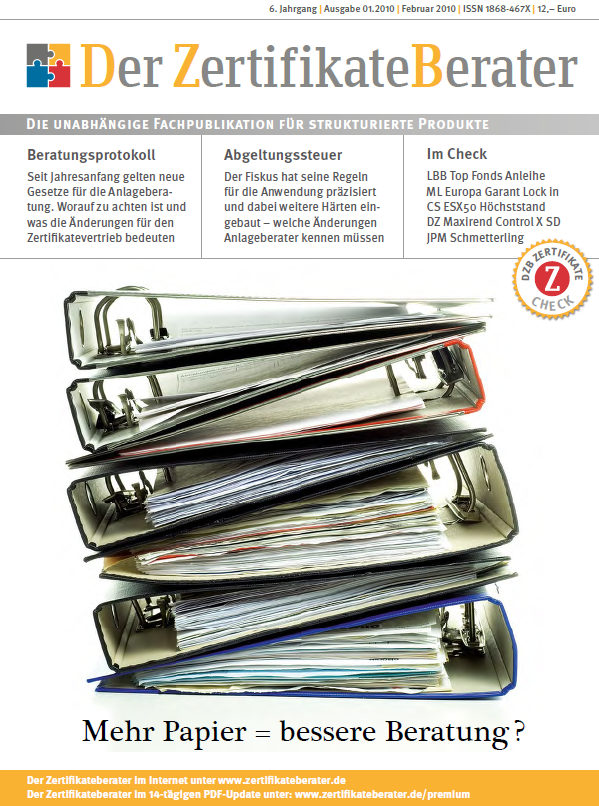 6. Jahrgang | Ausgabe 01.2010 | Februar 2010 | ISSN 1868-467X | 12,– Euro
Der ZertifikateBerater
Die unabhängige Fachpublikation für strukturierte Produkte
Beratungsprotokoll
Seit Jahresanfang gelten neue
Gesetze für die Anlagebera-
tung. Worauf zu achten ist und
was die Änderungen für den
Zertifikatevertrieb bedeuten
Abgeltungssteuer
Der Fiskus hat seine Regeln
für die Anwendung präzisiert
und dabei weitere Härten ein-
gebaut – welche Änderungen
Anlageberater kennen müssen
Im Check
LBB Top Fonds Anleihe
ML Europa Garant Lock in
CS ESX50 Höchststand
DZ Maxirend Control X SD
JPM Schmetterling
DZB ZERTIFIKATE
Z
CHECK
Mehr Papier = bessere Beratung?
Der Zertifikateberater im Internet unter www.zertifikateberater.de
Der Zertifikateberater im 14-tägigen PDF-Update unter: www.zertifikateberater.de/premium